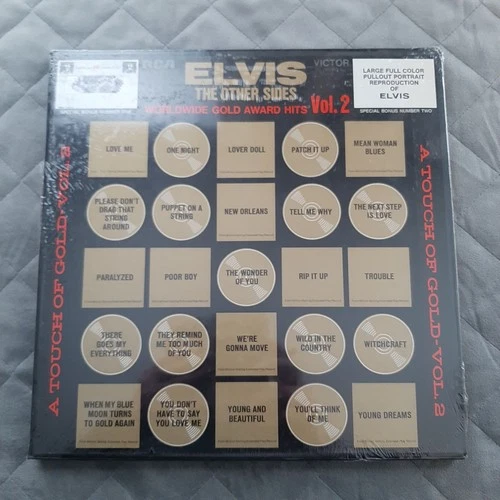 RCA
ELVIS
VICTOR
THE OTHER SIDES
WORLDWIDE GOLD AWARD HITS Vol. 2
LARGE FULL COLOR
PULLOUT PORTRAIT
REPRODUCTION
OF
ELVIS
SPECIAL BONUS NUMBER TWO
A TOUCH OF GOLD-VOL. 2
LOVE ME
ONE NIGHT
LOVER DOLL
PATCH IT UP
MEAN WOMAN
BLUES
PLEASE DON'T
DRAG THAT
STRING
AROUND
PUPPET ON A
STRING
NEW ORLEANS
TELL ME WHY
THE NEXT STEP
IS LOVE
PARALYZED
POOR BOY
THE WONDER
OF YOU
RIP IT UP
TROUBLE
THERE
GOES MY
EVERYTHING
THEY REMIND
ME TOO MUCH
OF YOU
WE'RE
GONNA MOVE
WILD IN THE
COUNTRY
WITCHCRAFT
WHEN MY BLUE
MOON TURNS
TO GOLD AGAIN
YOU DON'T
HAVE TO SAY
YOU LOVE ME
YOUNG AND
BEAUTIFUL
YOU'LL THINK
OF ME
YOUNG DREAMS
A TOUCH OF GOLD-VOL. 2